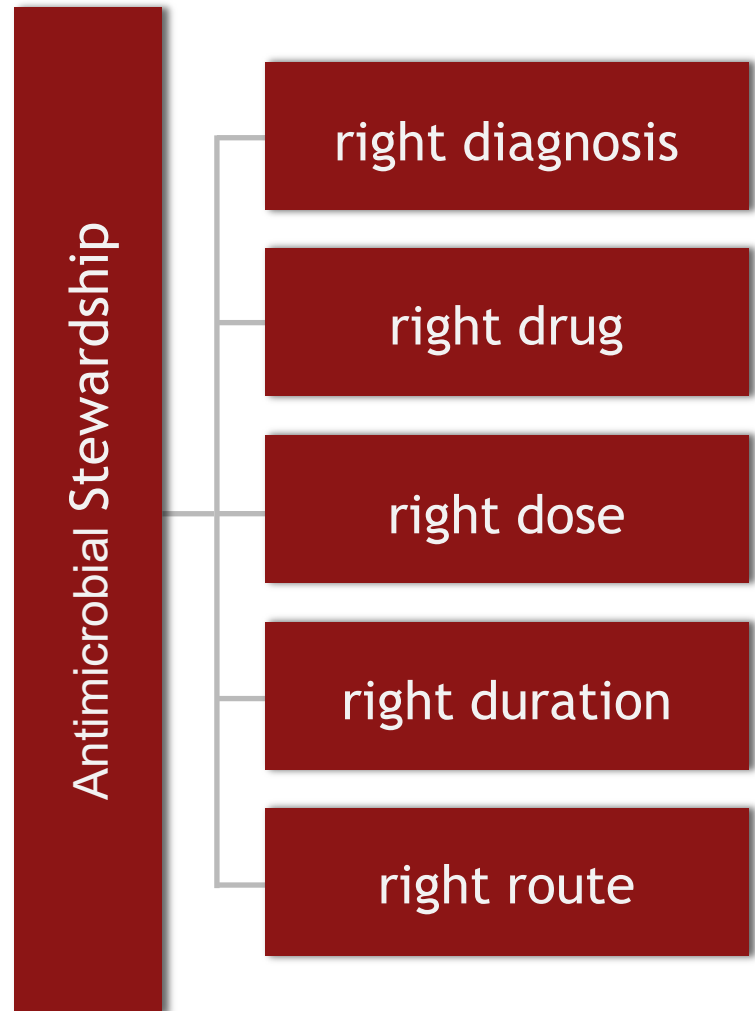 Antimicrobial Stewardship
right diagnosis
right drug
right dose
right duration
right route